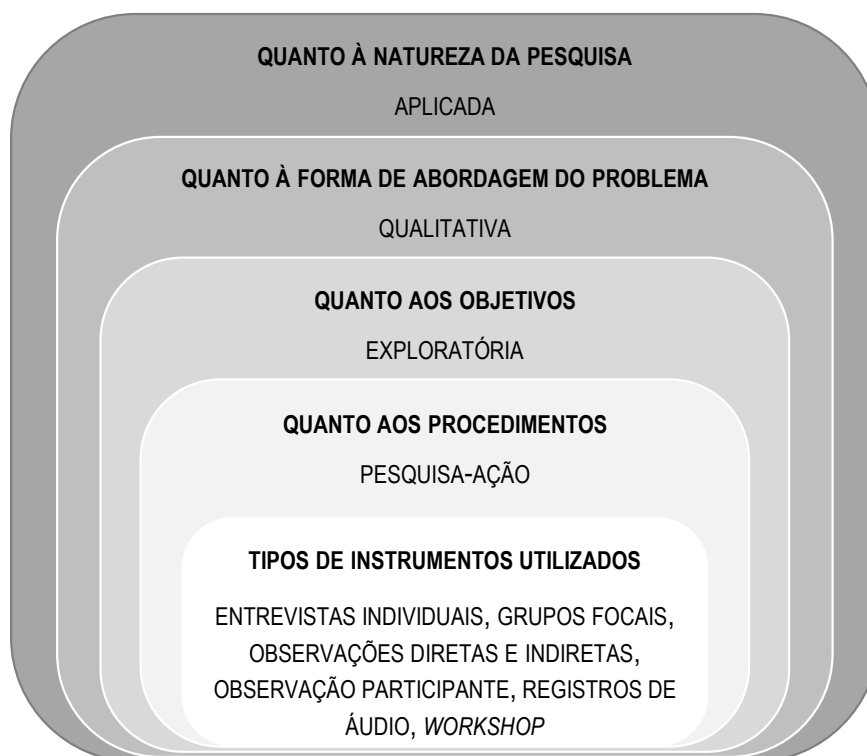 QUANTO À NATUREZA DA PESQUISA
APLICADA
QUANTO À FORMA DE ABORDAGEM DO PROBLEMA
QUALITATIVA
QUANTO AOS OBJETIVOS
EXPLORATÓRIA
QUANTO AOS PROCEDIMENTOS
PESQUISA-AÇÃO
TIPOS DE INSTRUMENTOS UTILIZADOS
ENTREVISTAS INDIVIDUAIS, GRUPOS FOCAIS,
OBSERVAÇÕES DIRETAS E INDIRETAS,
OBSERVAÇÃO PARTICIPANTE, REGISTROS DE
ÁUDIO, WORKSHOP